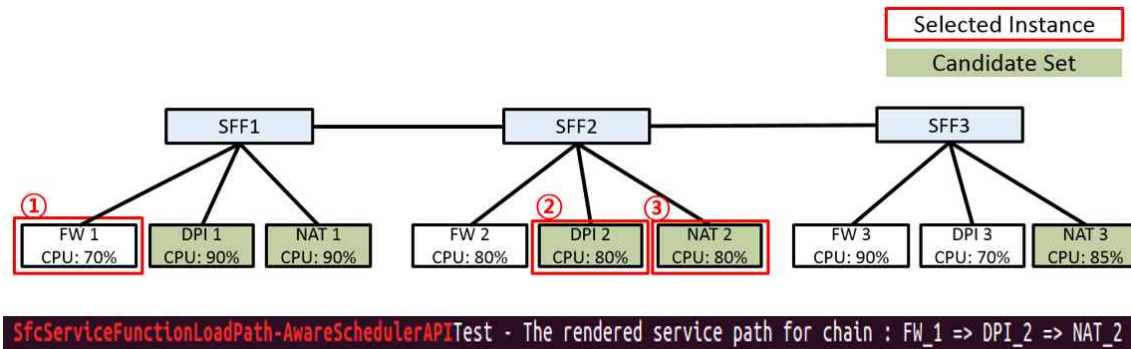 Selected Instance
Candidate Set
SFF1
SFF2
SFF3
①
②
③
FW 1
CPU: 70%
DPI 1
CPU: 90%
NAT 1
CPU: 90%
FW 2
CPU: 80%
DPI 2
CPU: 80%
NAT 2
CPU: 80%
FW 3
CPU: 90%
DPI 3
CPU: 70%
NAT 3
CPU: 85%
SfcServiceFunctionLoadPath-AwareSchedulerAPITest - The rendered service path for chain : FW_1 => DPI_2 => NAT_2